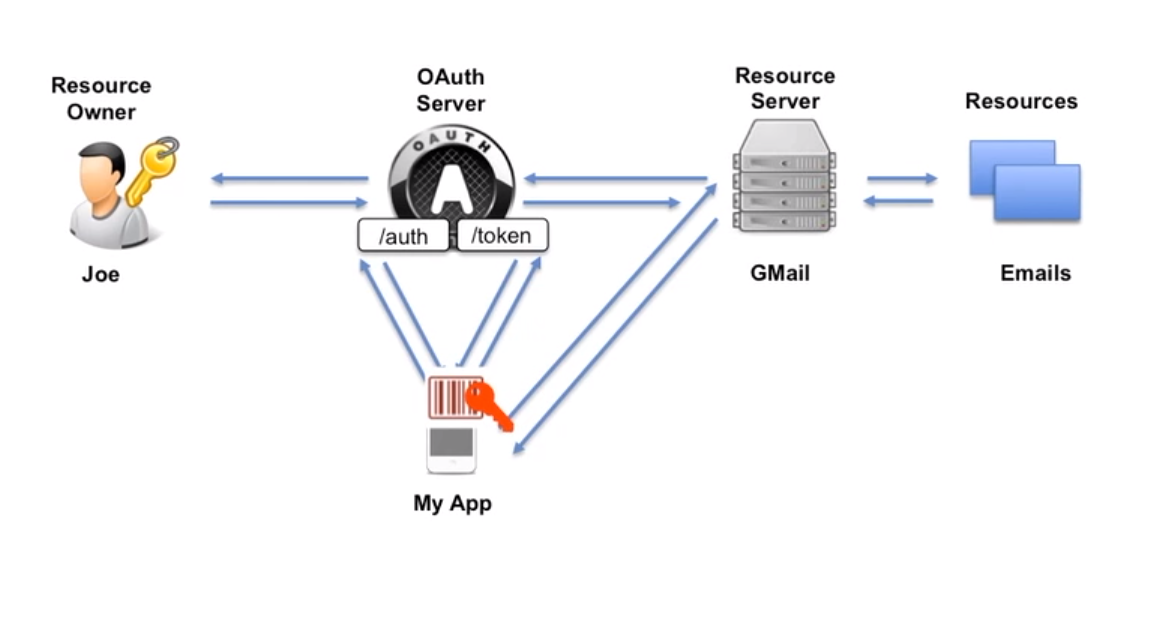 Resource
Owner
Joe
OAuth
Server
OAUTH
A
/auth
/token
Resource
Server
GMail
Resources
Emails
My App